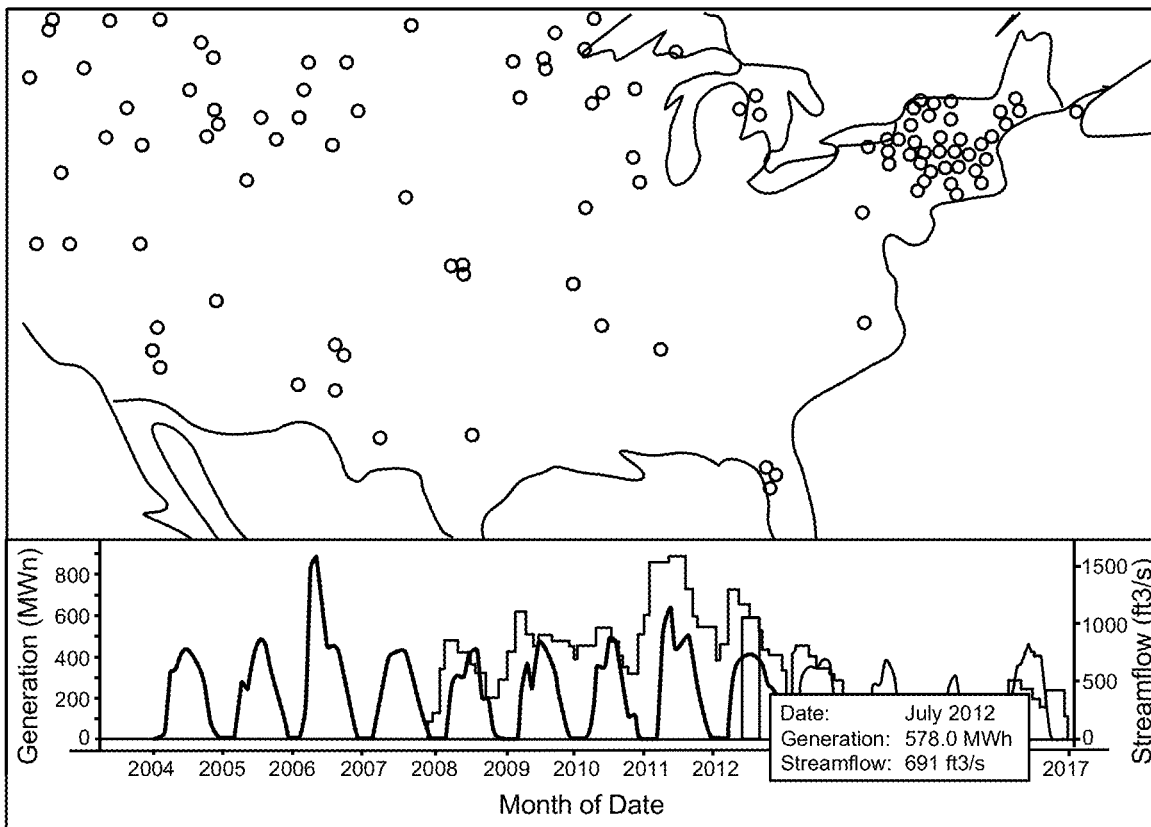 Generation (MWn)
800
600
400
200
0
1500
1000
500
0
Streamflow (ft3/s)
Date: July 2012
Generation: 578.0 MWh
Streamflow: 691 ft3/s
2004 2005 2006 2007 2008 2009 2010 2011 2012 2017
Month of Date